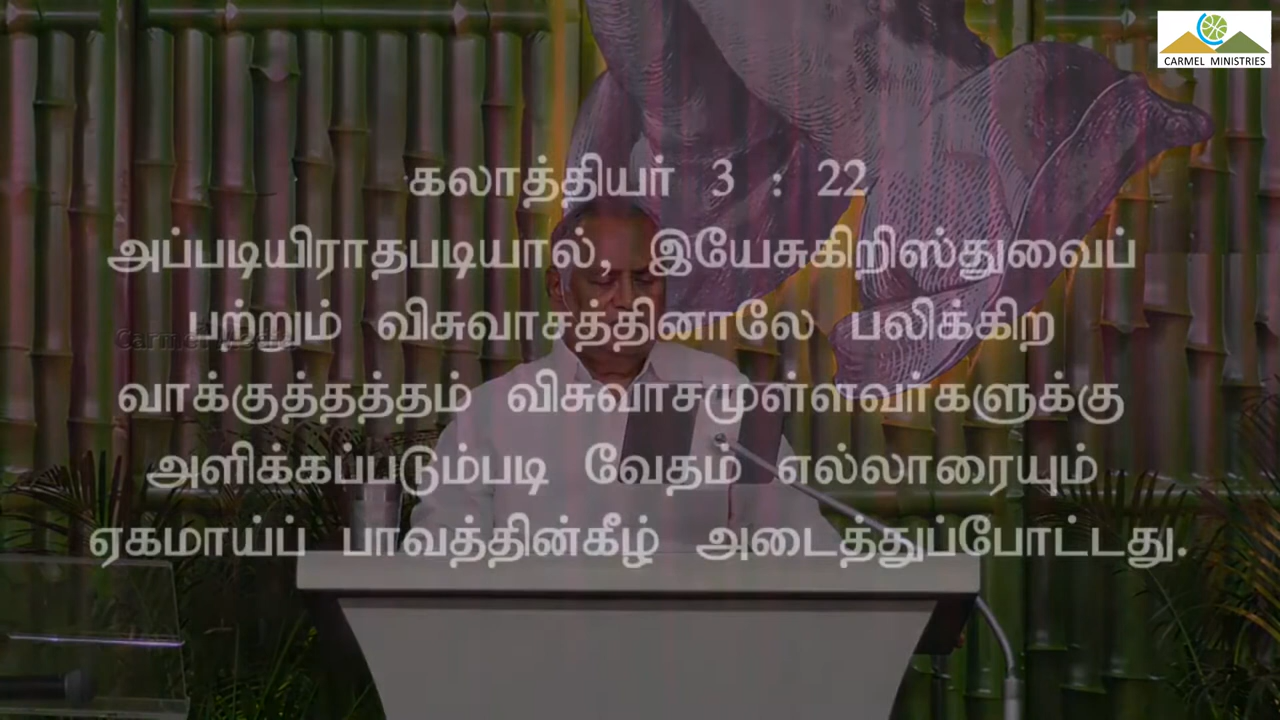 CARMEL MINISTRIES
கலாத்தியர் 3 : 22
அப்படியிராதபடியால், இயேசுகிறிஸ்துவைப்
பற்றும் விசுவாசத்தினாலே பலிக்கிற
வாக்குத்தத்தம் விசுவாசமுள்ளவர்களுக்கு
அளிக்கப்படும்படி வேதம் எல்லாரையும்
ஏகமாய்ப் பாவத்தின்கீழ் அடைத்துப்போட்டது.